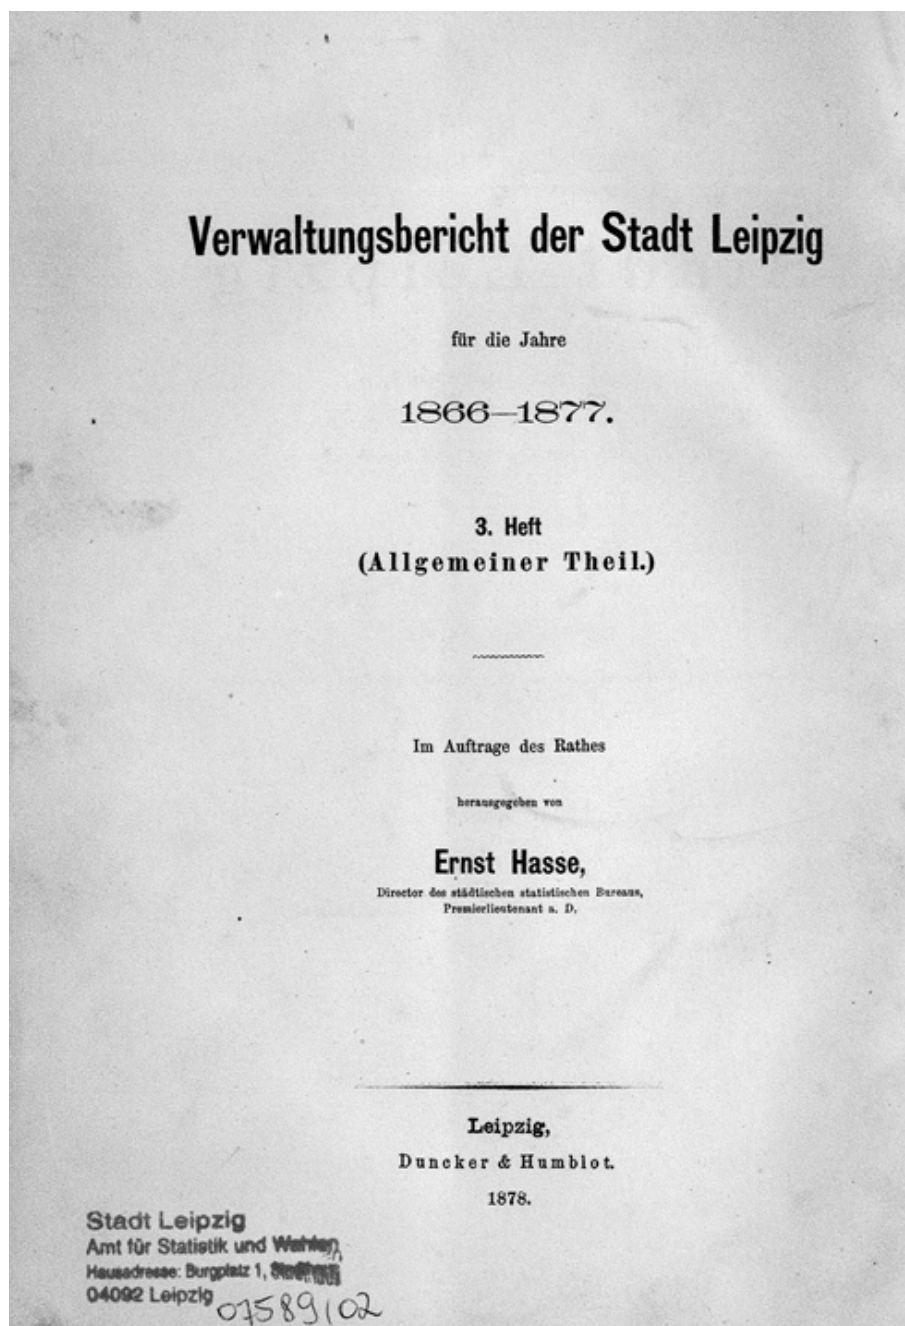 Verwaltungsbericht der Stadt Leipzig
für die Jahre
1866—1877.
3. Heft
(Allgemeiner Theil.)
Im Auftrage des Rathes
herausgegeben von
Ernst Hasse,
Director des städtischen statistischen Bureaus,
Premierlieutenant a. D.
Leipzig,
Duncker & Humblot.
1878.
Stadt Leipzig
Amt für Statistik und Wahlen
Hausadresse: Burgplatz 1,
04092 Leipzig
07589/02